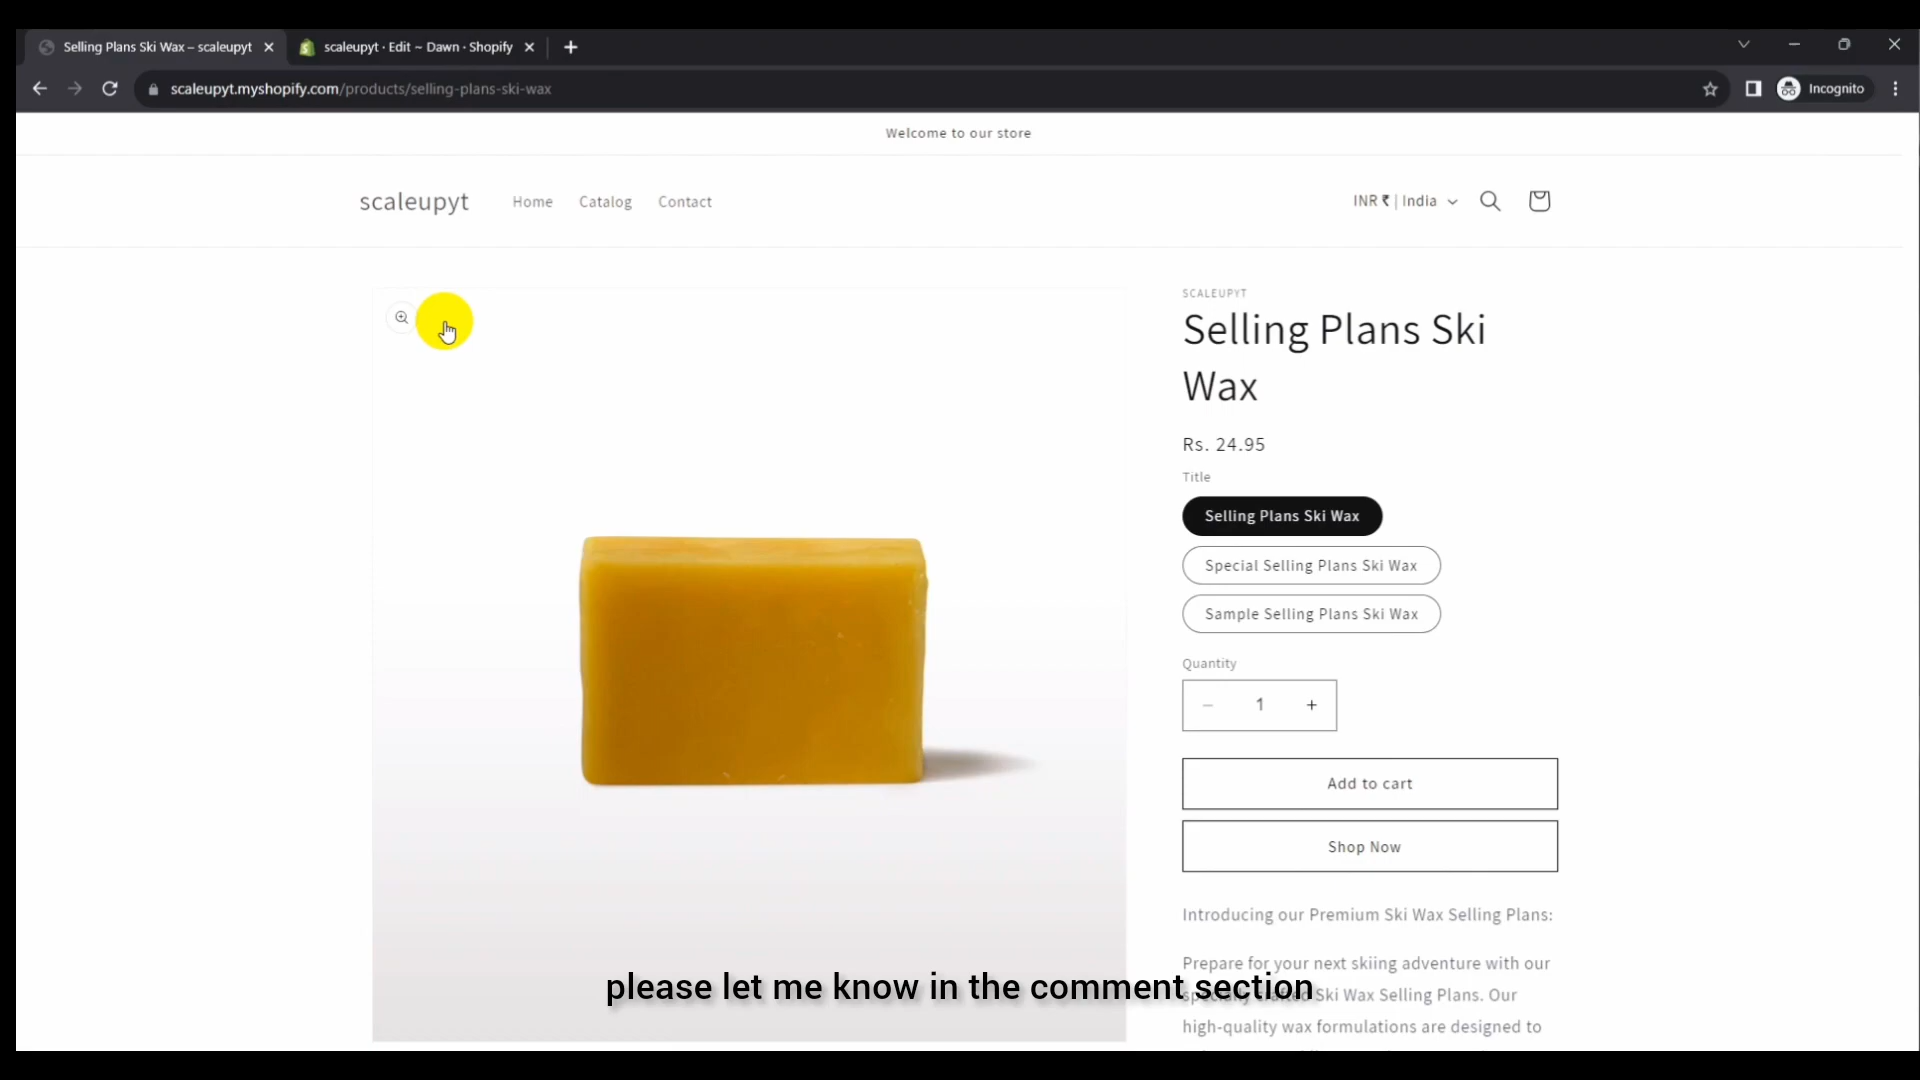 Selling Plans Ski Wax – scaleupyt
scaleupyt · Edit ~ Dawn · Shopify
scaleupyt.myshopify.com/products/selling-plans-ski-wax
Incognito
Welcome to our store
scaleupyt
Home
Catalog
Contact
INR ₹ | India
SCALEUPYT
Selling Plans Ski
Wax
Rs. 24.95
Title
Selling Plans Ski Wax
Special Selling Plans Ski Wax
Sample Selling Plans Ski Wax
Quantity
− 1 +
Add to cart
Shop Now
Introducing our Premium Ski Wax Selling Plans:
Prepare for your next skiing adventure with our
specially crafted Ski Wax Selling Plans. Our
high-quality wax formulations are designed to
please let me know in the comment section